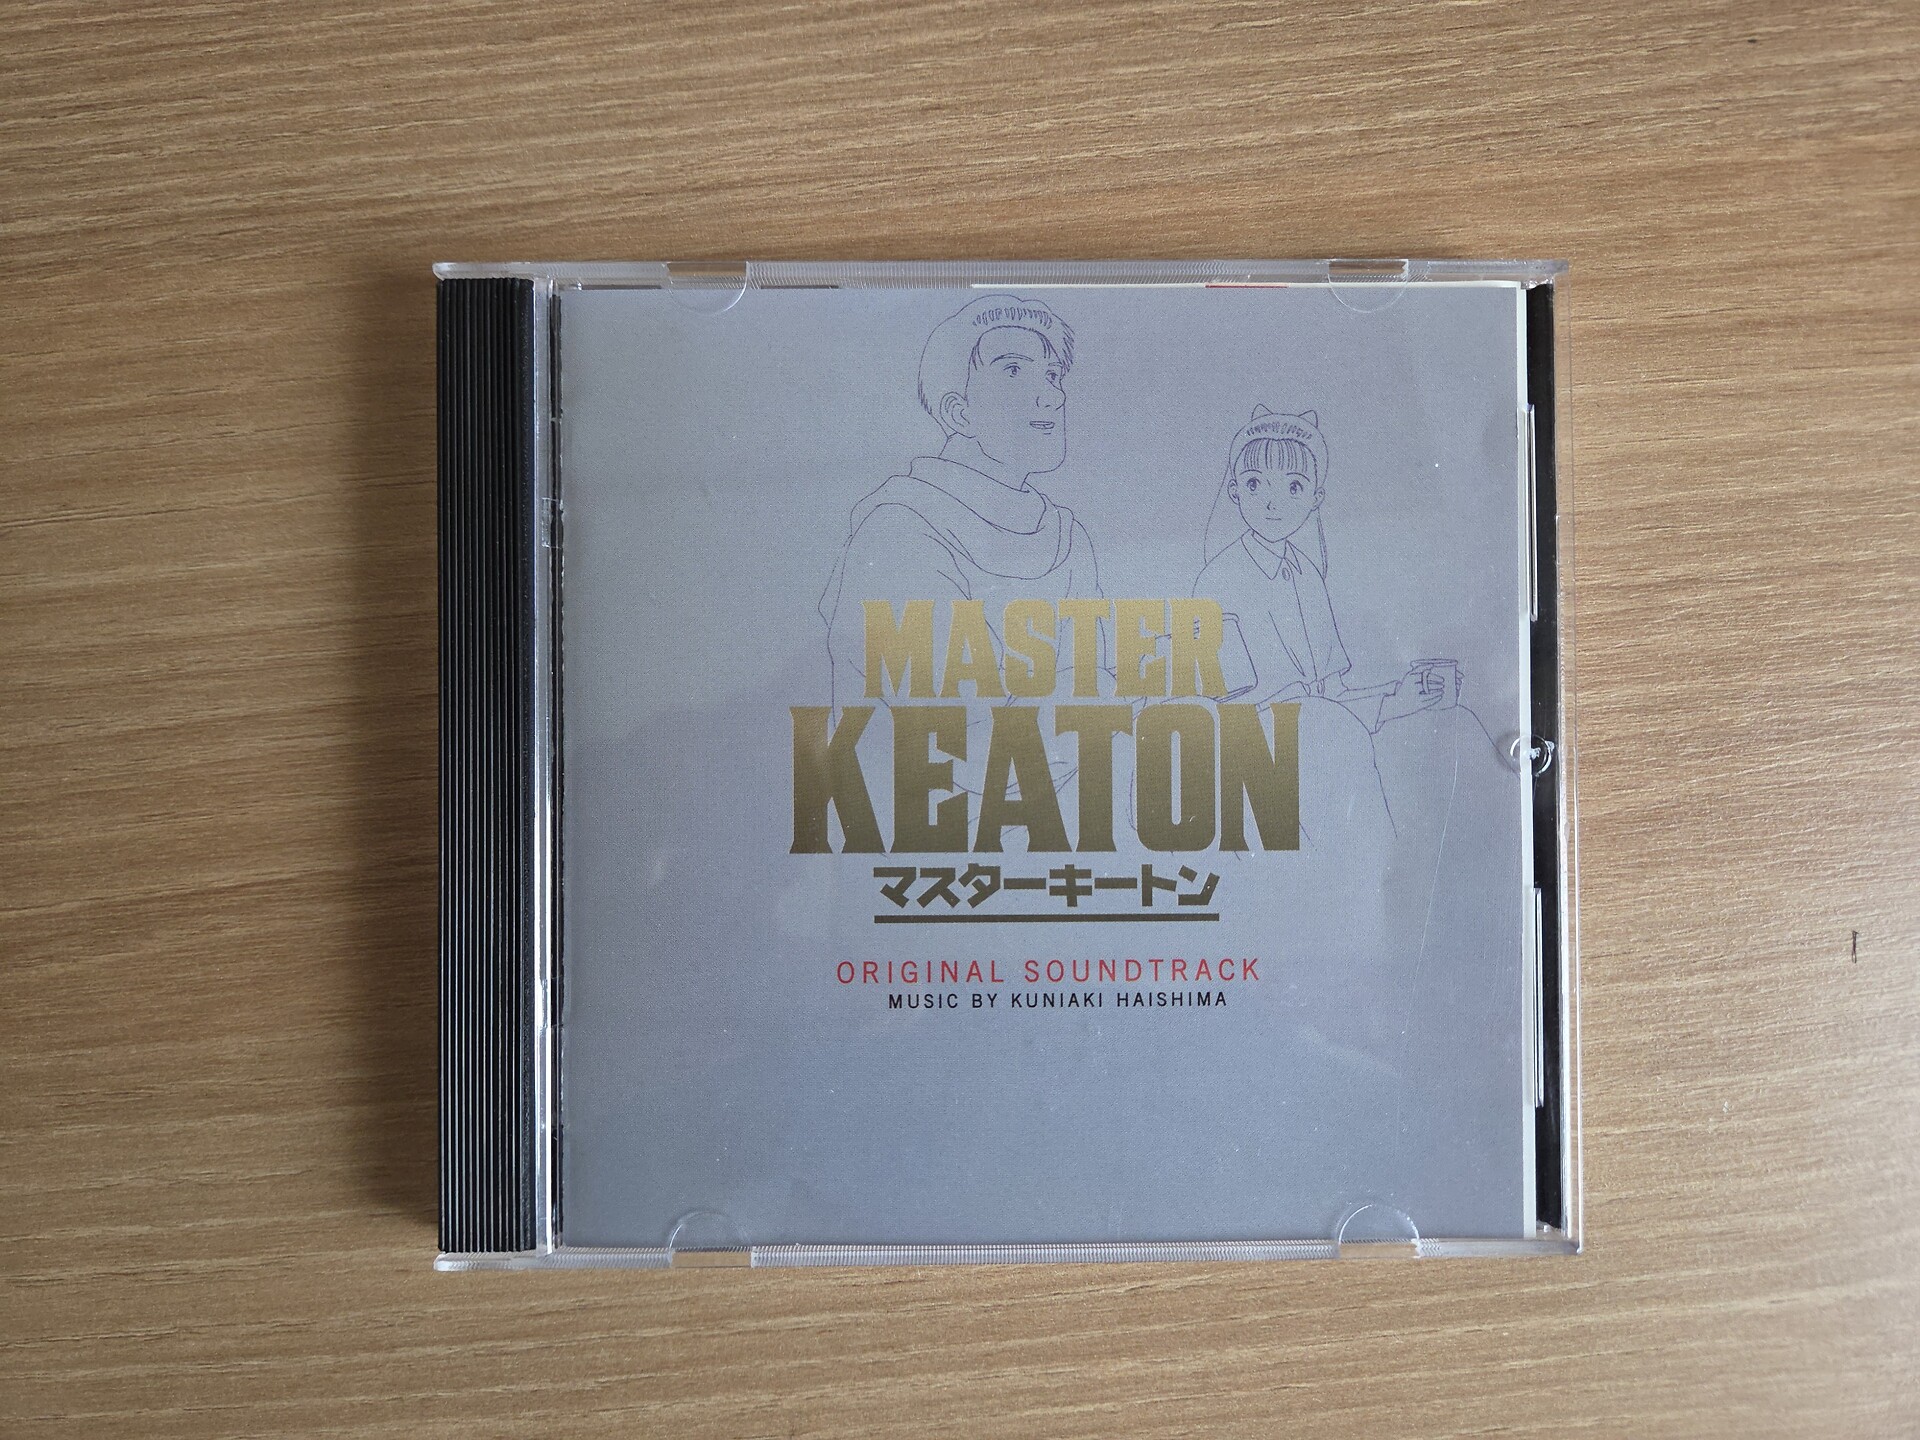 MASTER
KEATON
マスターキートン
ORIGINAL SOUNDTRACK
MUSIC BY KUNIAKI HAISHIMA